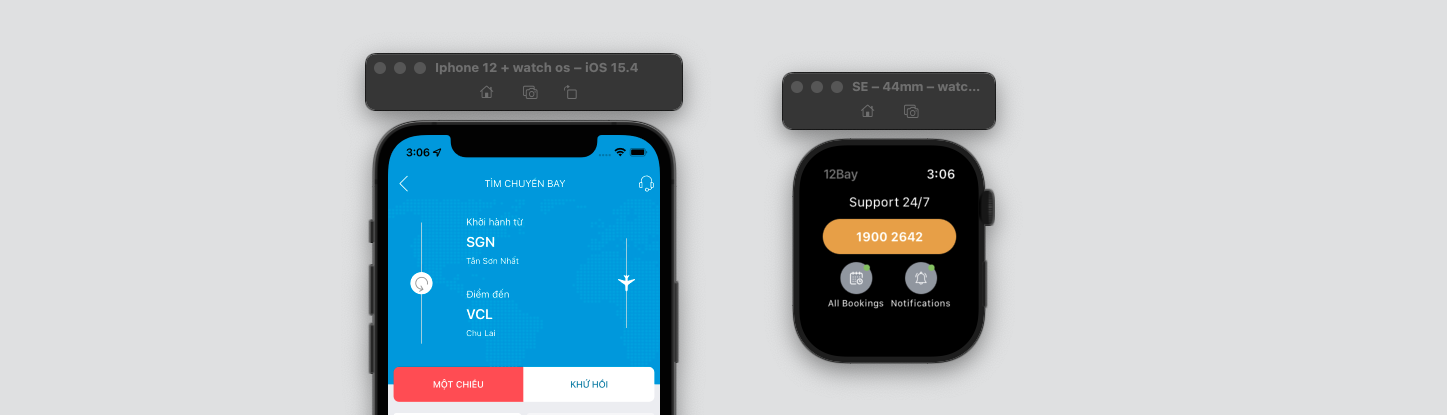 Iphone 12 + watch os – iOS 15.4
3:06
TÌM CHUYẾN BAY
Khởi hành từ
SGN
Tân Sơn Nhất
Điểm đến
VCL
Chu Lai
MỘT CHIỀU
KHỨ HỒI
SE – 44mm – watc...
12Bay
3:06
Support 24/7
1900 2642
All Bookings
Notifications